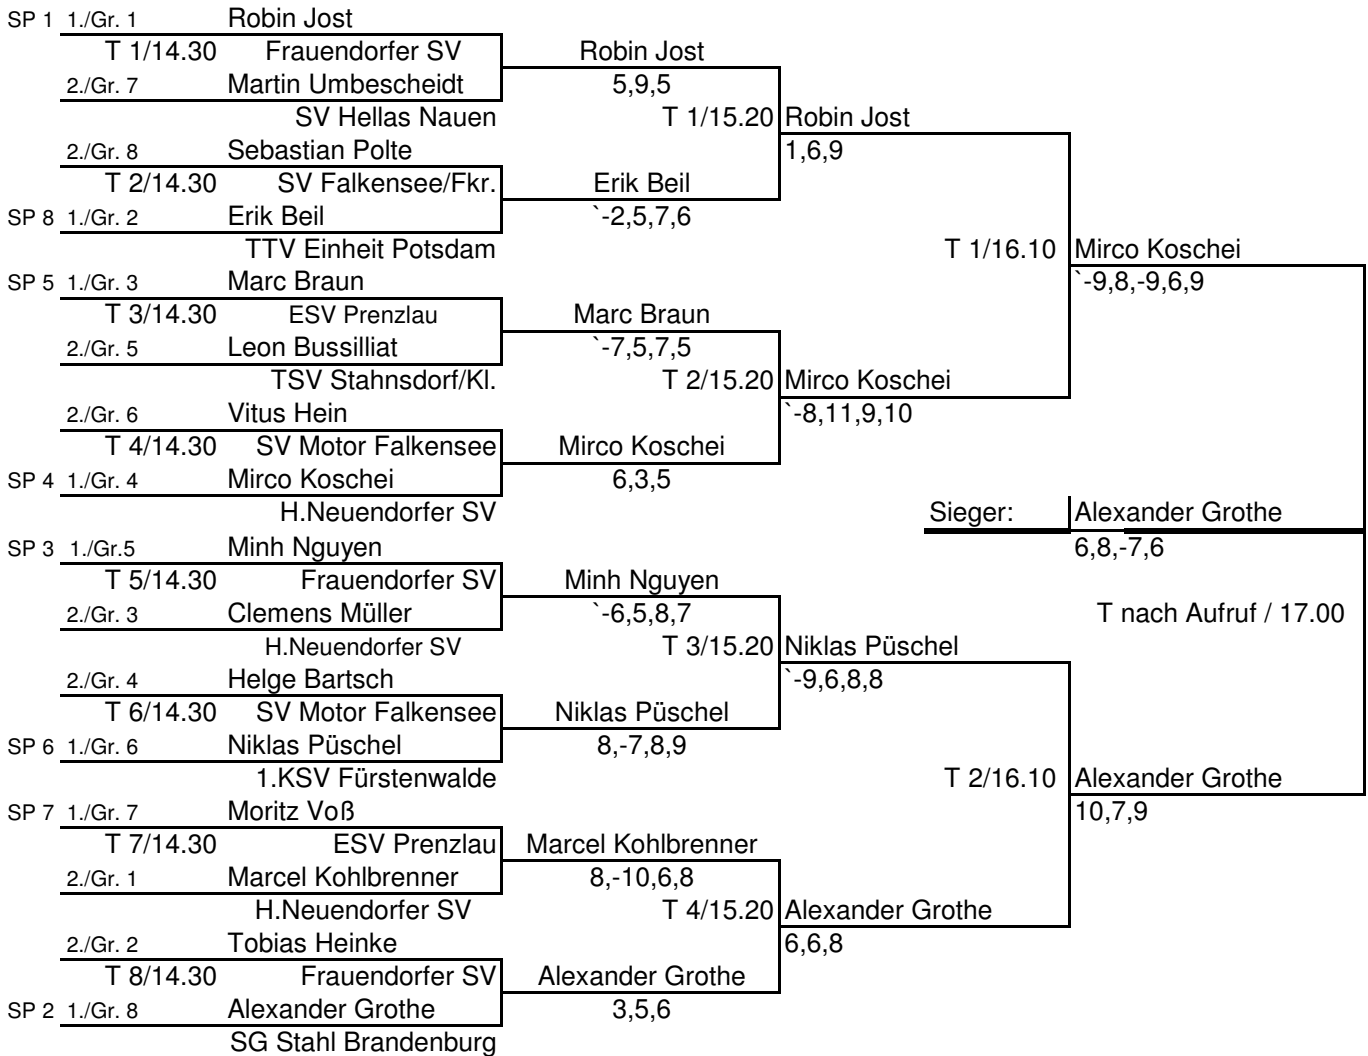 SP 1 1./Gr. 1 Robin Jost
T 1/14.30 Frauendorfer SV Robin Jost
2./Gr. 7 Martin Umbescheidt 5,9,5
SV Hellas Nauen T 1/15.20 Robin Jost
2./Gr. 8 Sebastian Polte 1,6,9
T 2/14.30 SV Falkensee/Fkr. Erik Beil
SP 8 1./Gr. 2 Erik Beil `-2,5,7,6
TTV Einheit Potsdam T 1/16.10 Mirco Koschei
SP 5 1./Gr. 3 Marc Braun `-9,8,-9,6,9
T 3/14.30 ESV Prenzlau Marc Braun
2./Gr. 5 Leon Bussilliat `-7,5,7,5
TSV Stahnsdorf/Kl. T 2/15.20 Mirco Koschei
2./Gr. 6 Vitus Hein `-8,11,9,10
T 4/14.30 SV Motor Falkensee Mirco Koschei
SP 4 1./Gr. 4 Mirco Koschei 6,3,5
H.Neuendorfer SV Sieger: Alexander Grothe
SP 3 1./Gr.5 Minh Nguyen 6,8,-7,6
T 5/14.30 Frauendorfer SV Minh Nguyen
2./Gr. 3 Clemens Müller `-6,5,8,7 T nach Aufruf / 17.00
H.Neuendorfer SV T 3/15.20 Niklas Püschel
2./Gr. 4 Helge Bartsch `-9,6,8,8
T 6/14.30 SV Motor Falkensee Niklas Püschel
SP 6 1./Gr. 6 Niklas Püschel 8,-7,8,9
1.KSV Fürstenwalde T 2/16.10 Alexander Grothe
SP 7 1./Gr. 7 Moritz Voß 10,7,9
T 7/14.30 ESV Prenzlau Marcel Kohlbrenner
2./Gr. 1 Marcel Kohlbrenner 8,-10,6,8
H.Neuendorfer SV T 4/15.20 Alexander Grothe
2./Gr. 2 Tobias Heinke 6,6,8
T 8/14.30 Frauendorfer SV Alexander Grothe
SP 2 1./Gr. 8 Alexander Grothe 3,5,6
SG Stahl Brandenburg